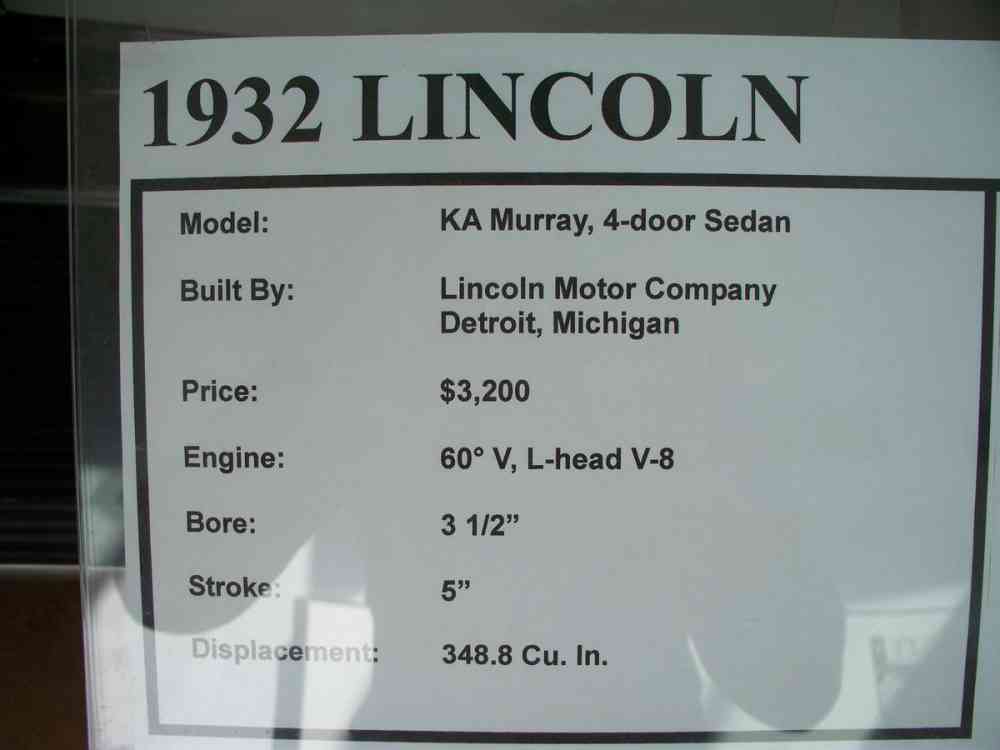 1932 LINCOLN
Model: KA Murray, 4-door Sedan
Built By: Lincoln Motor Company
Detroit, Michigan
Price: $3,200
Engine: 60° V, L-head V-8
Bore: 3 1/2”
Stroke: 5”
Displacement: 348.8 Cu. In.